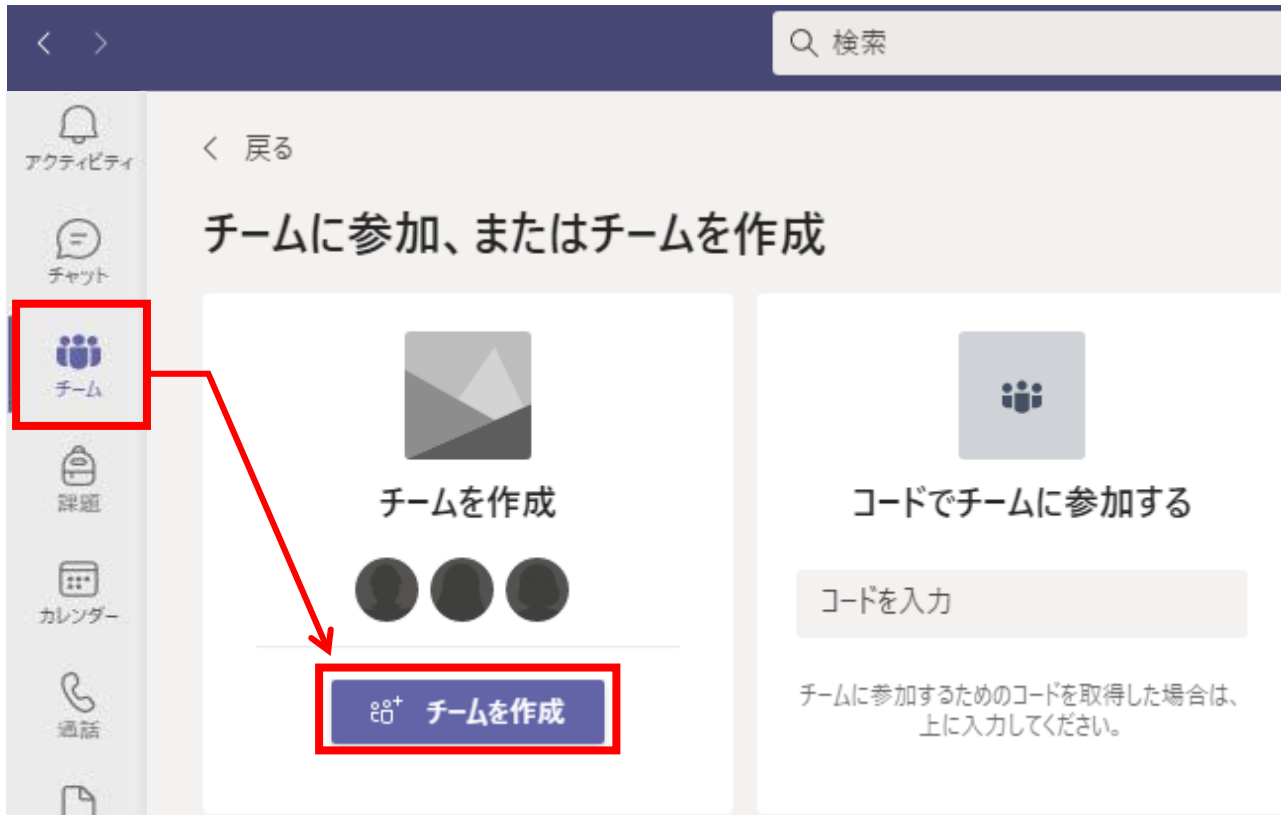 検索
アクティビティ
チャット
チーム
課題
カレンダー
通話
戻る
チームに参加、またはチームを作成
チームを作成
チームを作成
コードでチームに参加する
コードを入力
チームに参加するためのコードを取得した場合は、
上に入力してください。